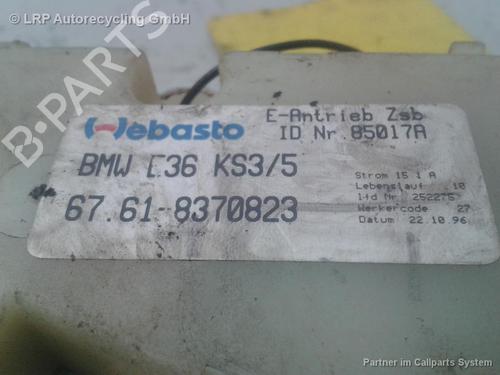 © LRP Autorecycling GmbH
Webasto
E-Antrieb Zsb
ID Nr. 85017A
BMW E36 KS3/5
67.61-8370823
Strom 15 1 A
Lebenslauf 10
lfd Nr. 252275
Werkercode 27
Datum 22.10.96
Partner im Callparts System